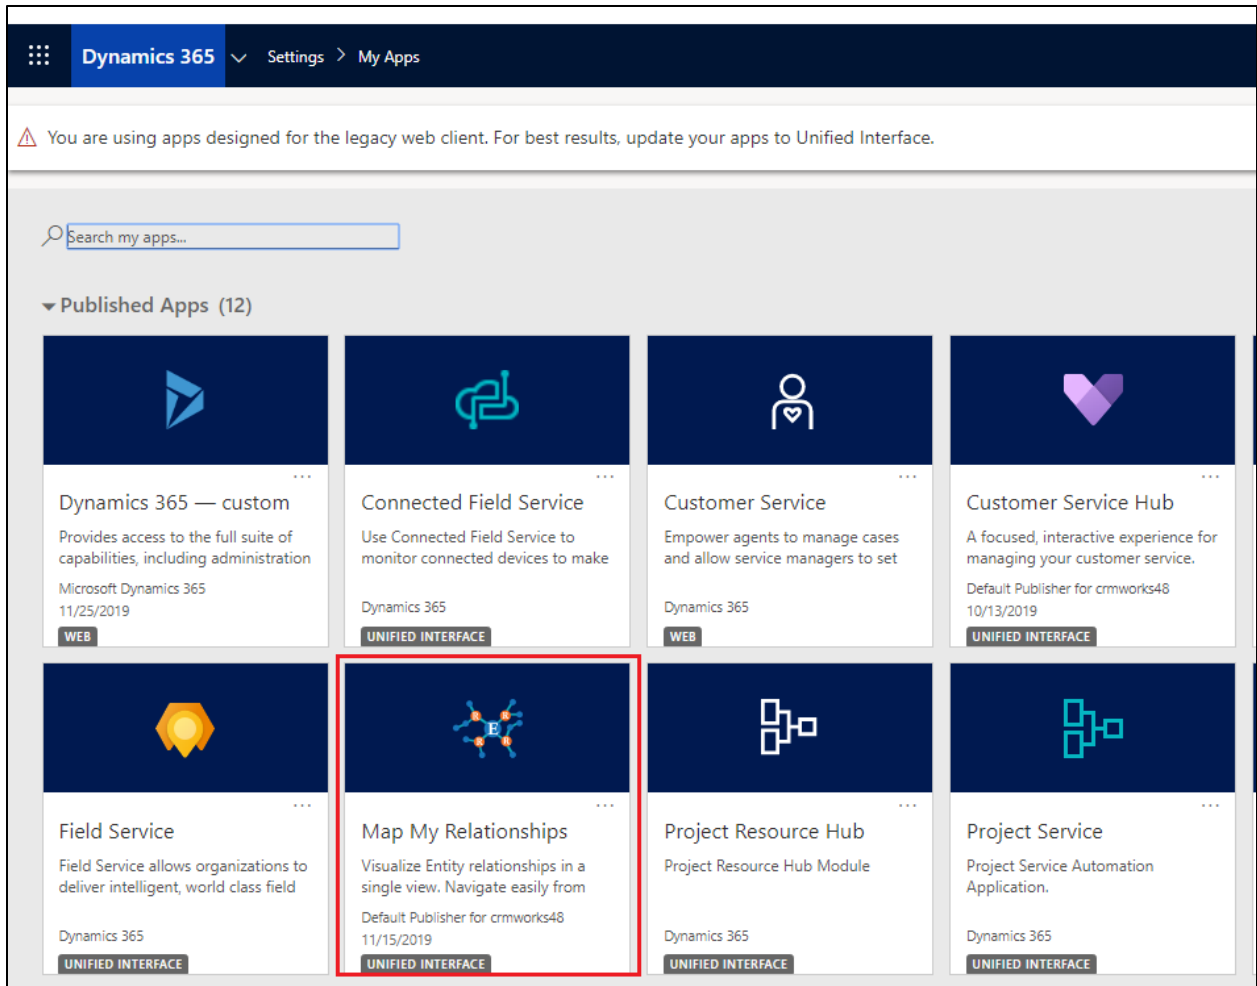 Dynamics 365 Settings > My Apps
You are using apps designed for the legacy web client. For best results, update your apps to Unified Interface.
Search my apps...
Published Apps (12)
...
Dynamics 365 — custom
Provides access to the full suite of
capabilities, including administration
Microsoft Dynamics 365
11/25/2019
WEB
...
Connected Field Service
Use Connected Field Service to
monitor connected devices to make
Dynamics 365
UNIFIED INTERFACE
...
Customer Service
Empower agents to manage cases
and allow service managers to set
Dynamics 365
WEB
...
Customer Service Hub
A focused, interactive experience for
managing your customer service.
Default Publisher for crmworks48
10/13/2019
UNIFIED INTERFACE
...
Field Service
Field Service allows organizations to
deliver intelligent, world class field
Dynamics 365
UNIFIED INTERFACE
R R
E
R R
...
Map My Relationships
Visualize Entity relationships in a
single view. Navigate easily from
Default Publisher for crmworks48
11/15/2019
UNIFIED INTERFACE
...
Project Resource Hub
Project Resource Hub Module
Dynamics 365
UNIFIED INTERFACE
...
Project Service
Project Service Automation
Application.
Dynamics 365
UNIFIED INTERFACE